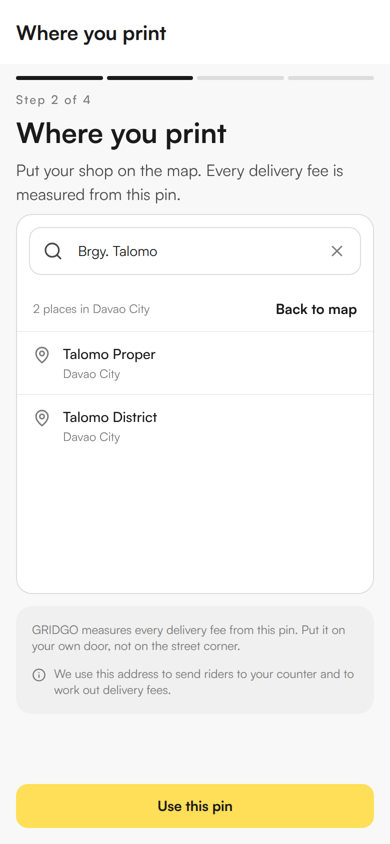 Where you print
Step 2 of 4
Where you print
Put your shop on the map. Every delivery fee is
measured from this pin.
Brgy. Talomo
2 places in Davao City
Back to map
Talomo Proper
Davao City
Talomo District
Davao City
GRIDGO measures every delivery fee from this pin. Put it on
your own door, not on the street corner.
We use this address to send riders to your counter and to
work out delivery fees.
Use this pin